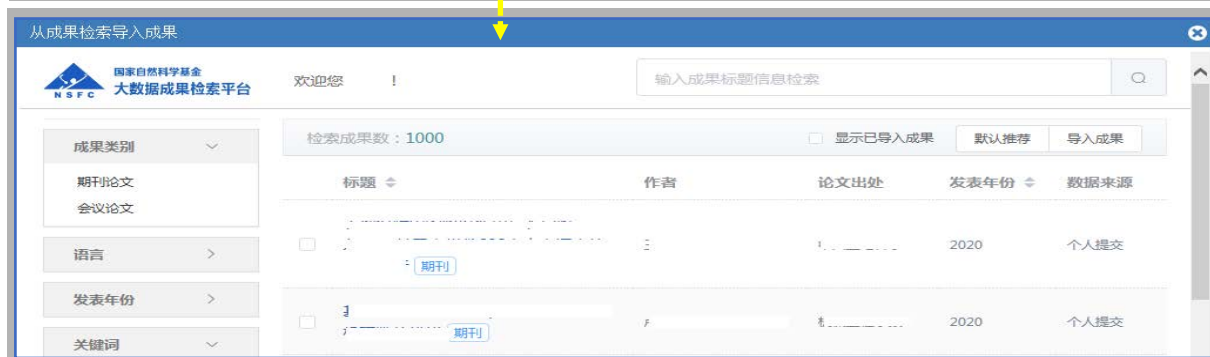 从成果检索导入成果
NSFC
国家自然科学基金
大数据成果检索平台
欢迎您 !
输入成果标题信息检索
成果类别
期刊论文
会议论文
语言
发表年份
关键词
检索成果数：1000
显示已导入成果
默认推荐
导入成果
标题
作者
论文出处
发表年份
数据来源
期刊
2020
个人提交
期刊
2020
个人提交